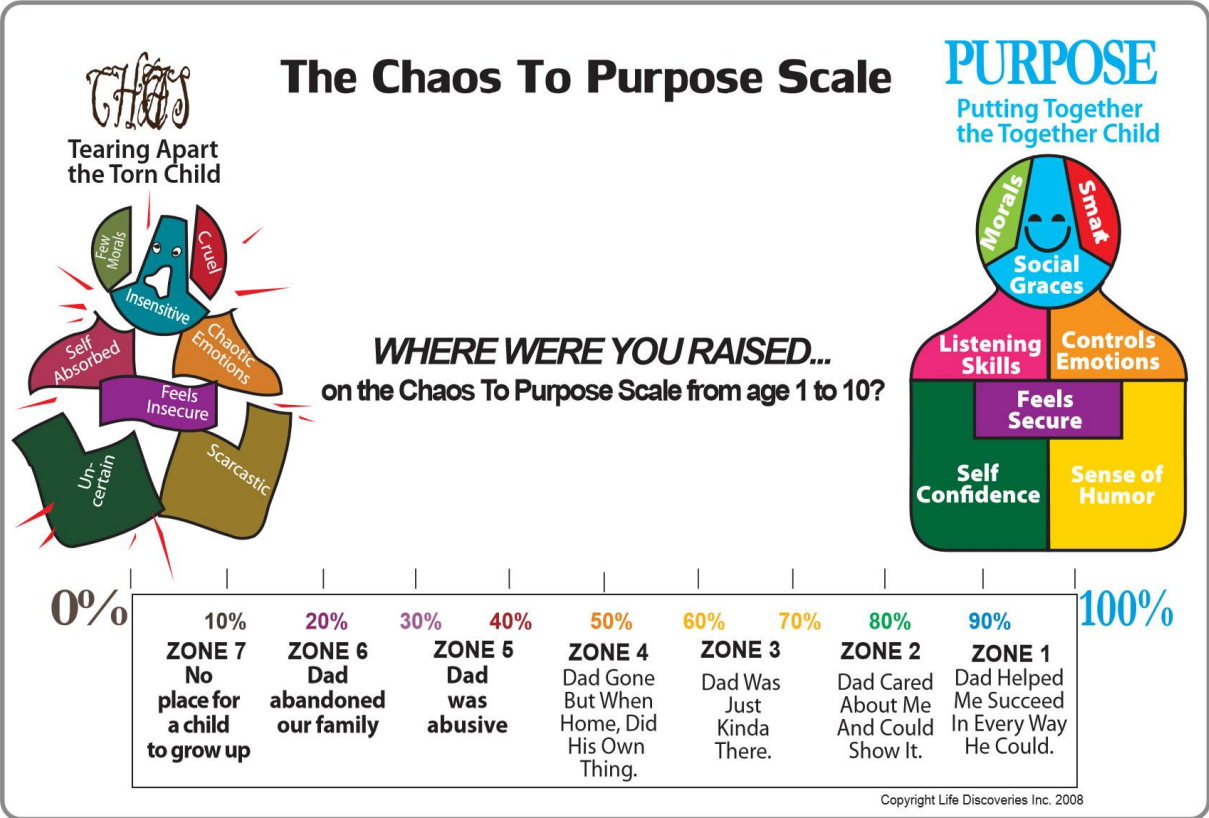 The Chaos To Purpose Scale
CHAOS
Tearing Apart
the Torn Child
PURPOSE
Putting Together
the Together Child
Few
Morals
Cruel
Insensitive
Self
Absorbed
Chaotic
Emotions
Feels
Insecure
Un-
certain
Scarcastic
Morals
Smart
Social
Graces
Listening
Skills
Controls
Emotions
Feels
Secure
Self
Confidence
Sense of
Humor
WHERE WERE YOU RAISED...
on the Chaos To Purpose Scale from age 1 to 10?
0%
10%
20%
30%
40%
50%
60%
70%
80%
90%
100%
ZONE 7
No
place for
a child
to grow up
ZONE 6
Dad
abandoned
our family
ZONE 5
Dad
was
abusive
ZONE 4
Dad Gone
But When
Home, Did
His Own
Thing.
ZONE 3
Dad Was
Just
Kinda
There.
ZONE 2
Dad Cared
About Me
And Could
Show It.
ZONE 1
Dad Helped
Me Succeed
In Every Way
He Could.
Copyright Life Discoveries Inc. 2008